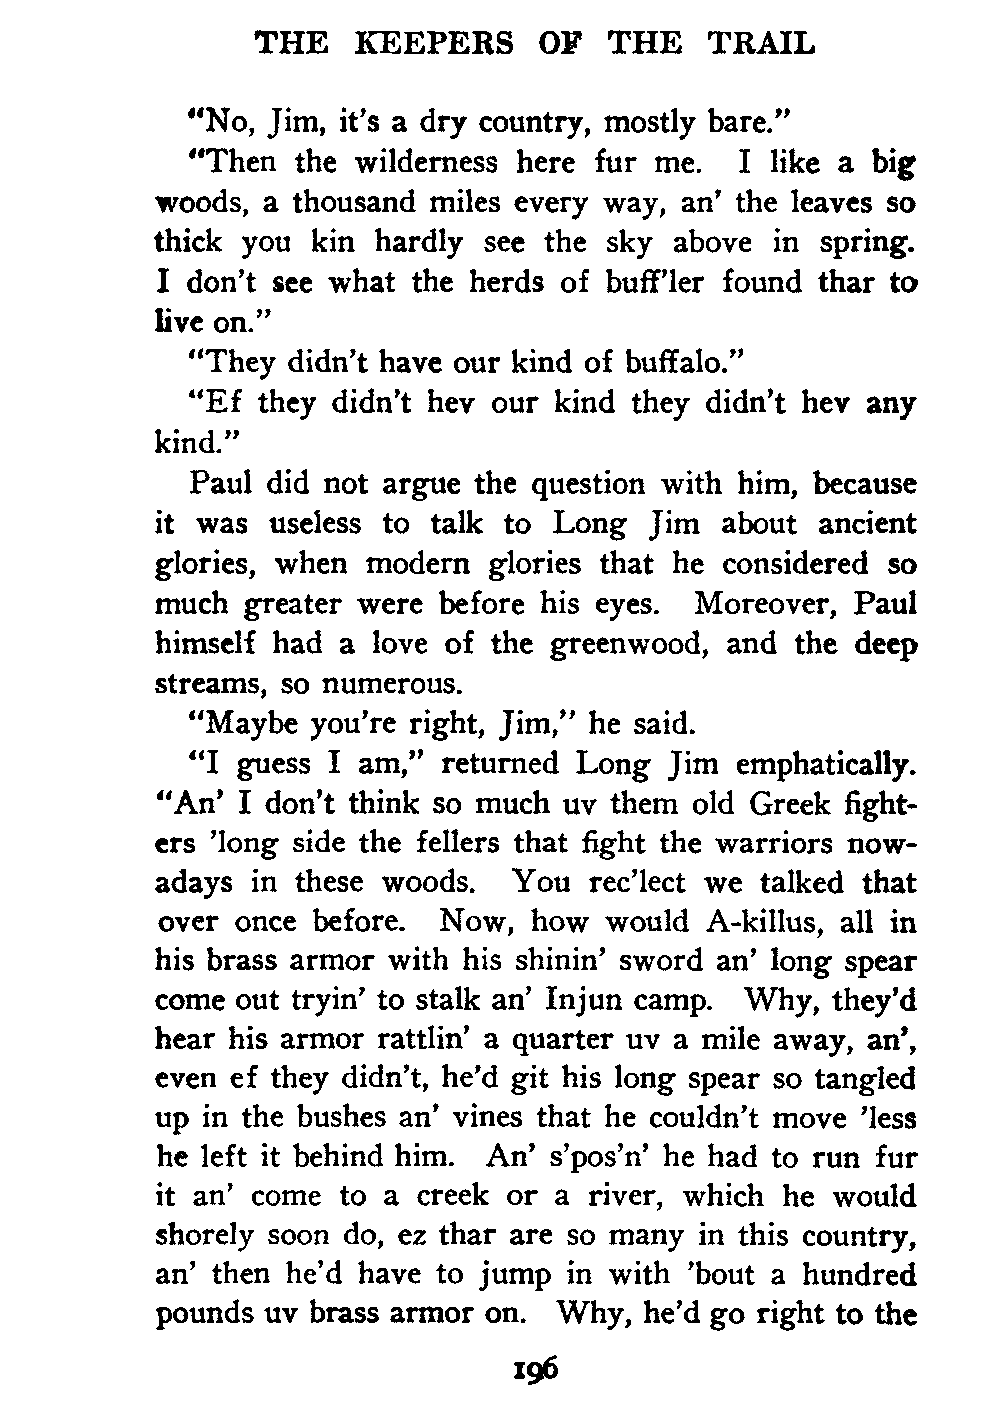 THE KEEPERS OF THE TRAIL
"No, Jim, it's a dry country, mostly bare."
"Then the wilderness here fur me. I like a big
woods, a thousand miles every way, an' the leaves so
thick you kin hardly see the sky above in spring.
I don't see what the herds of buff'ler found thar to
live on."
"They didn't have our kind of buffalo."
"Ef they didn't hev our kind they didn't hev any
kind."
Paul did not argue the question with him, because
it was useless to talk to Long Jim about ancient
glories, when modern glories that he considered so
much greater were before his eyes. Moreover, Paul
himself had a love of the greenwood, and the deep
streams, so numerous.
"Maybe you're right, Jim," he said.
"I guess I am," returned Long Jim emphatically.
"An' I don't think so much uv them old Greek fight-
ers 'long side the fellers that fight the warriors now-
adays in these woods. You rec'lect we talked that
over once before. Now, how would A-killus, all in
his brass armor with his shinin' sword an' long spear
come out tryin' to stalk an' Injun camp. Why, they'd
hear his armor rattlin' a quarter uv a mile away, an',
even ef they didn't, he'd git his long spear so tangled
up in the bushes an' vines that he couldn't move 'less
he left it behind him. An' s'pos'n' he had to run fur
it an' come to a creek or a river, which he would
shorely soon do, ez thar are so many in this country,
an' then he'd have to jump in with 'bout a hundred
pounds uv brass armor on. Why, he'd go right to the
196